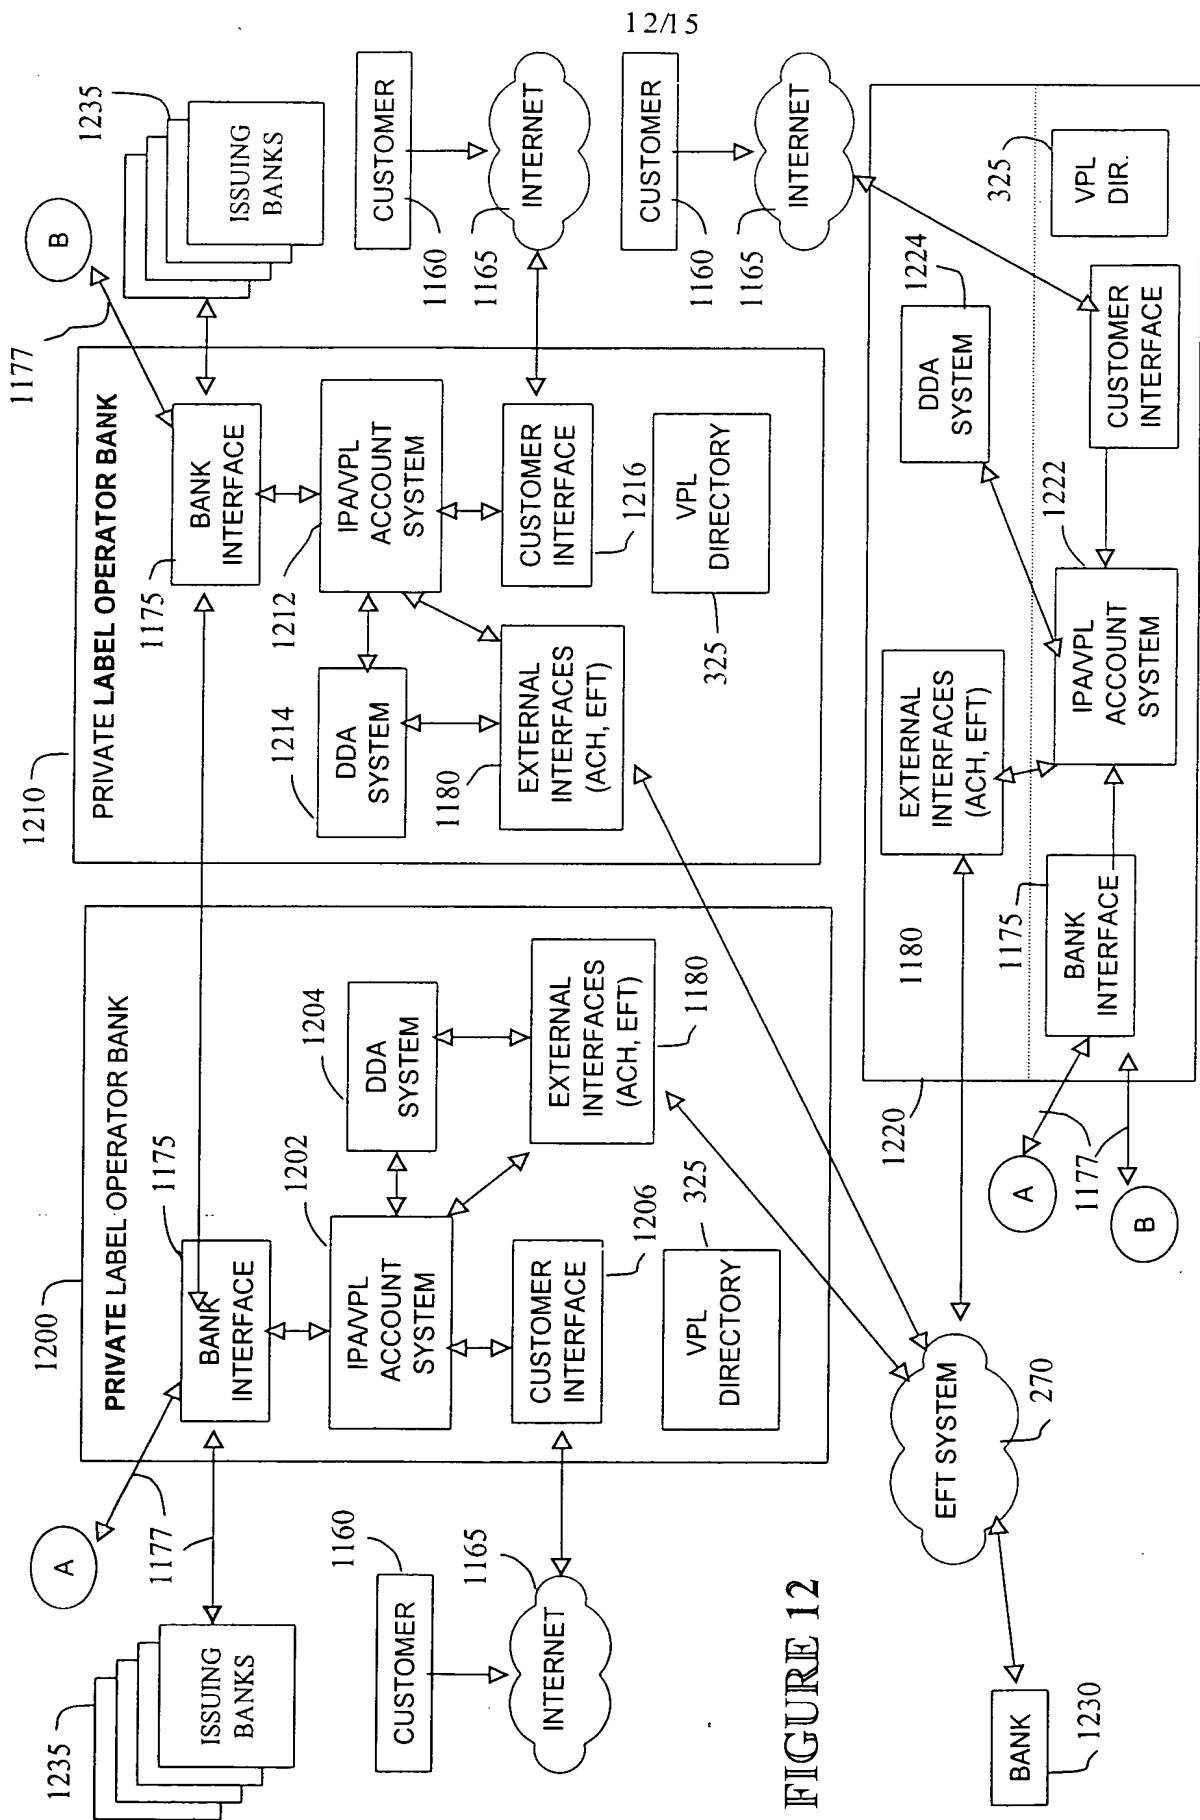 12/15
1235
ISSUING
BANKS
A
1177
CUSTOMER
1160
INTERNET
1165
1200
PRIVATE LABEL OPERATOR BANK
BANK
INTERFACE
1175
IPA/VPL
ACCOUNT
SYSTEM
1202
DDA
SYSTEM
1204
CUSTOMER
INTERFACE
1206
EXTERNAL
INTERFACES
(ACH, EFT)
1180
VPL
DIRECTORY
325
1210
PRIVATE LABEL OPERATOR BANK
BANK
INTERFACE
1175
1177
B
1235
ISSUING
BANKS
IPA/VPL
ACCOUNT
SYSTEM
1212
DDA
SYSTEM
1214
CUSTOMER
INTERFACE
1216
EXTERNAL
INTERFACES
(ACH, EFT)
1180
VPL
DIRECTORY
325
CUSTOMER
1160
INTERNET
1165
CUSTOMER
1160
INTERNET
1165
EFT SYSTEM
270
BANK
1230
1220
1180
EXTERNAL
INTERFACES
(ACH, EFT)
DDA
SYSTEM
1224
1175
BANK
INTERFACE
IPA/VPL
ACCOUNT
SYSTEM
1222
CUSTOMER
INTERFACE
325
VPL
DIR.
A
1177
B
FIGURE 12